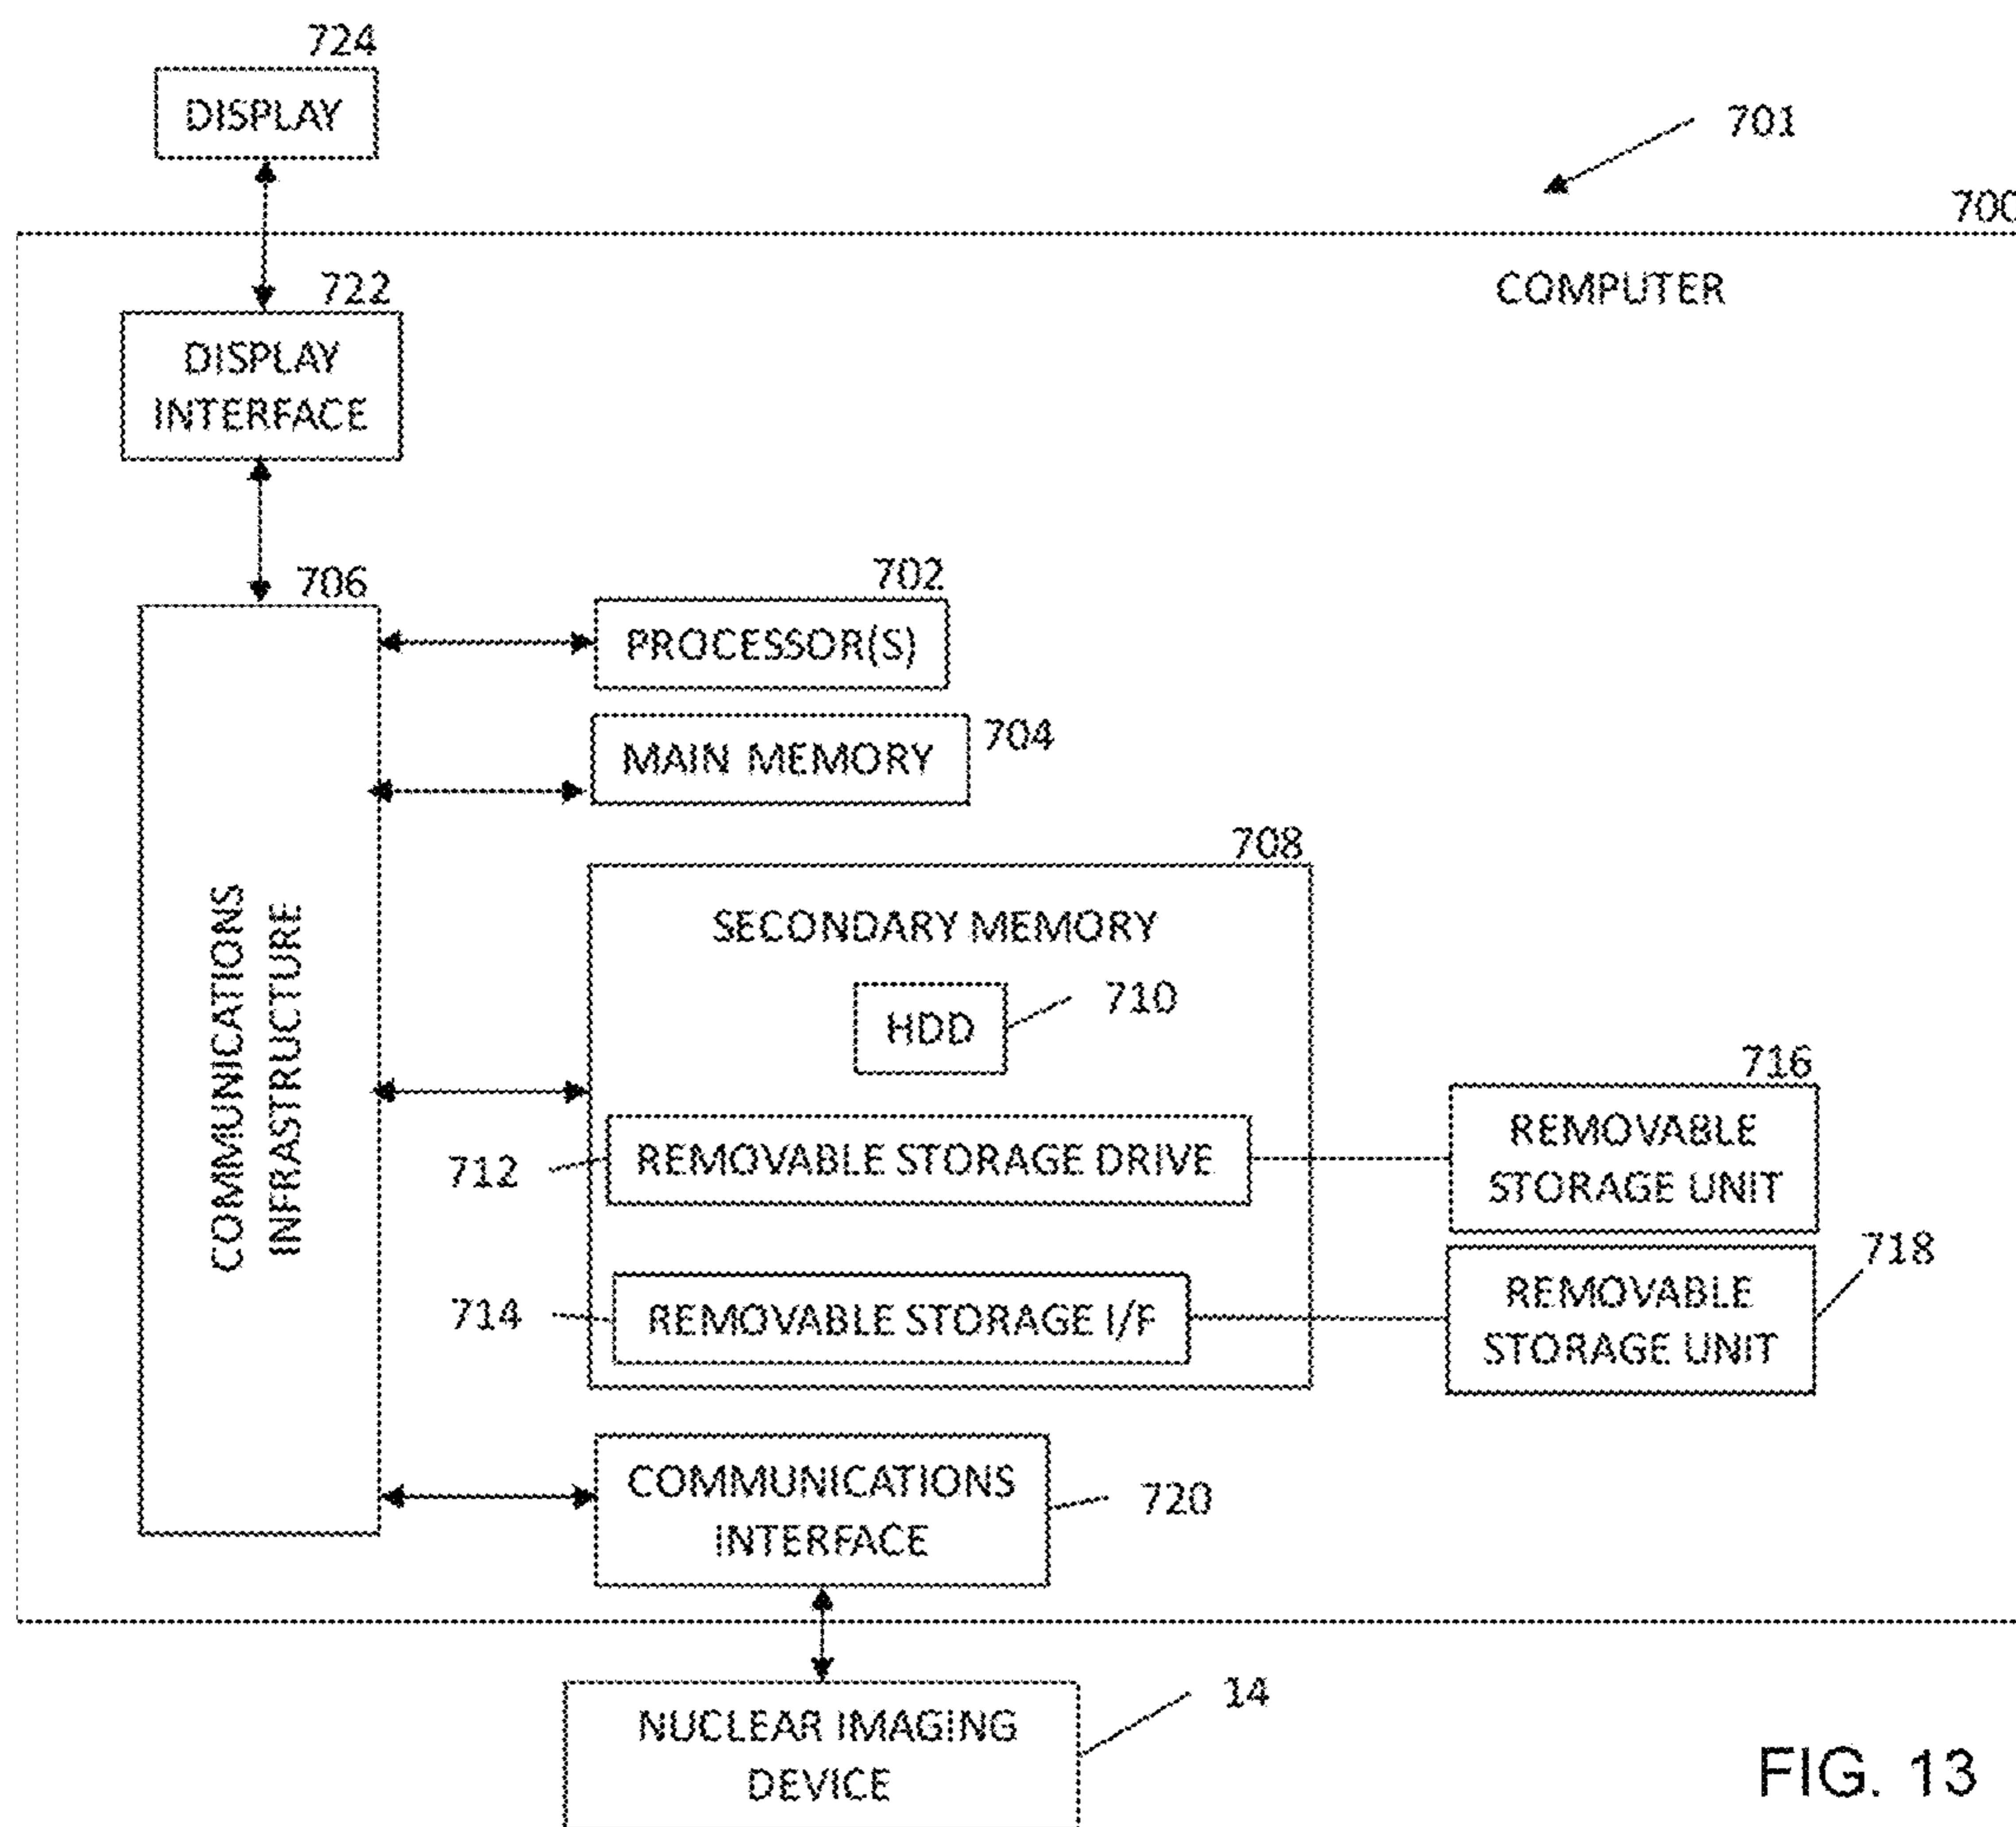 724
DISPLAY
701
700
COMPUTER
722
DISPLAY
INTERFACE
706
COMMUNICATIONS
INFRASTRUCTURE
702
PROCESSOR(S)
MAIN MEMORY
704
708
SECONDARY MEMORY
HDD
710
712
REMOVABLE STORAGE DRIVE
716
REMOVABLE
STORAGE UNIT
714
REMOVABLE STORAGE I/F
718
REMOVABLE
STORAGE UNIT
COMMUNICATIONS
INTERFACE
720
NUCLEAR IMAGING
DEVICE
14
FIG. 13